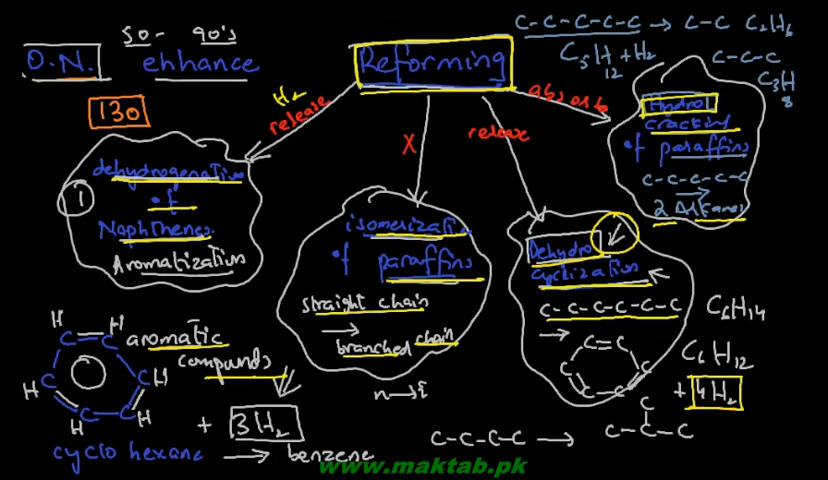 50- 90's
O.N. enhance
130
Reforming
C-C-C-C-C-C → C-C C2H6
C5H12 + H2
C-C-C
C3H8
H2
release
X
release
absorb
Hydro
cracking
of paraffins
C-C-C-C-C
→
2 Alkanes
1
dehydrogenation
of
Naphthenes
Aromatization
isomerization
of paraffins
straight chain
→
branched chain
n→i
Dehydro
cyclization
C-C-C-C-C-C
→
C=C
C C
C-C
C6H14
C6H12
+ 4H2
H H
C=C
H C C H
C-C
H H
aromatic
compounds
+ 3H2
cyclo hexane → benzene
C-C-C-C →
C
C-C-C
www.maktab.pk